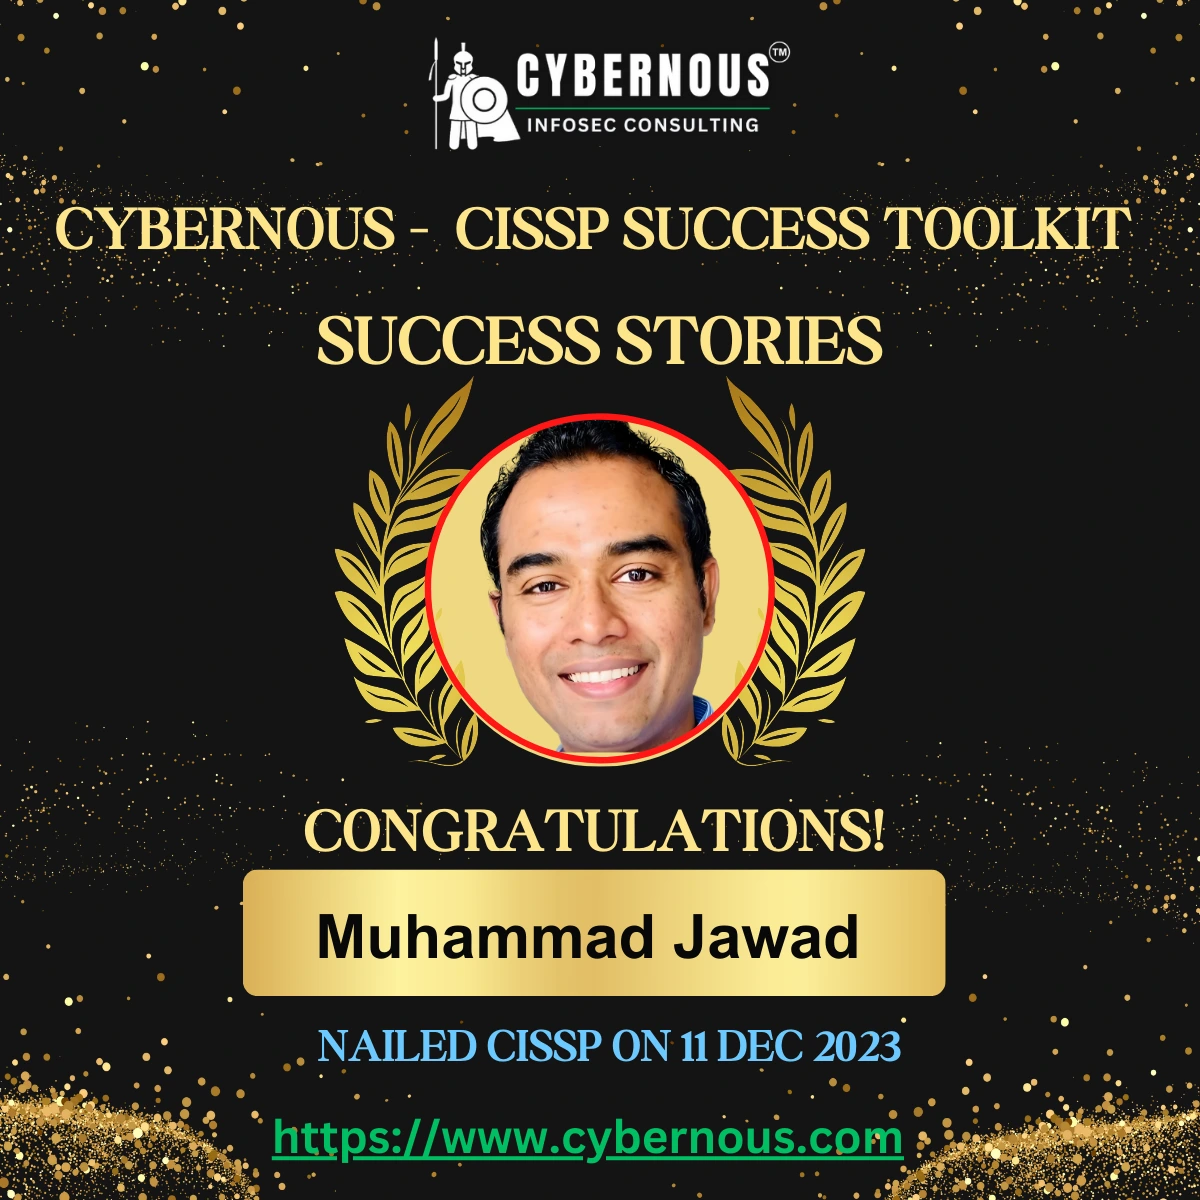 CYBERNOUS™
INFOSEC CONSULTING
CYBERNOUS - CISSP SUCCESS TOOLKIT
SUCCESS STORIES
CONGRATULATIONS!
Muhammad Jawad
NAILED CISSP ON 11 DEC 2023
https://www.cybernous.com